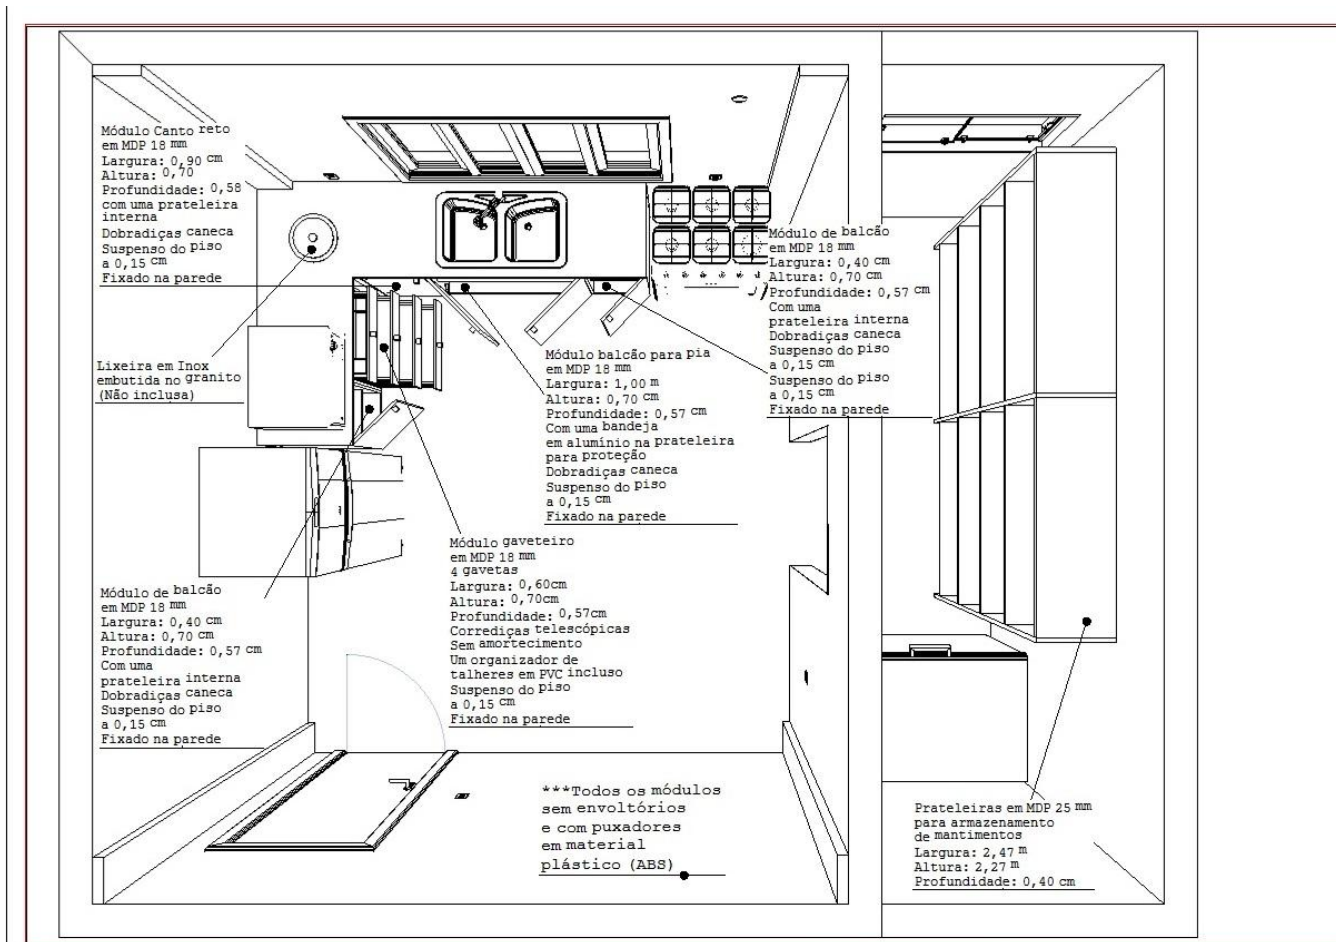 Módulo Canto reto
em MDP 18 mm
Largura: 0,90 cm
Altura: 0,70
Profundidade: 0,58
com uma prateleira
interna
Dobradiças caneca
Suspenso do piso
a 0,15 cm
Fixado na parede
Lixeira em Inox
embutida no granito
(Não inclusa)
Módulo de balcão
em MDP 18 mm
Largura: 0,40 cm
Altura: 0,70 cm
Profundidade: 0,57 cm
Com uma
prateleira interna
Dobradiças caneca
Suspenso do piso
a 0,15 cm
Fixado na parede
Módulo gaveteiro
em MDP 18 mm
4 gavetas
Largura: 0,60cm
Altura: 0,70cm
Profundidade: 0,57cm
Corrediças telescópicas
Sem amortecimento
Um organizador de
talheres em PVC incluso
Suspenso do piso
a 0,15 cm
Fixado na parede
Módulo balcão para pia
em MDP 18 mm
Largura: 1,00 m
Altura: 0,70 cm
Profundidade: 0,57 cm
Com uma bandeja
em alumínio na prateleira
para proteção
Dobradiças caneca
Suspenso do piso
a 0,15 cm
Fixado na parede
Módulo de balcão
em MDP 18 mm
Largura: 0,40 cm
Altura: 0,70 cm
Profundidade: 0,57 cm
Com uma
prateleira interna
Dobradiças caneca
Suspenso do piso
a 0,15 cm
Suspenso do piso
a 0,15 cm
Fixado na parede
***Todos os módulos
sem envoltórios
e com puxadores
em material
plástico (ABS)
Prateleiras em MDP 25 mm
para armazenamento
de mantimentos
Largura: 2,47 m
Altura: 2,27 m
Profundidade: 0,40 cm